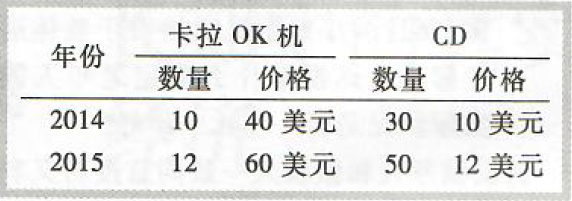 年份 卡拉 OK 机 CD
数量 价格 数量 价格
2014 10 40 美元 30 10 美元
2015 12 60 美元 50 12 美元